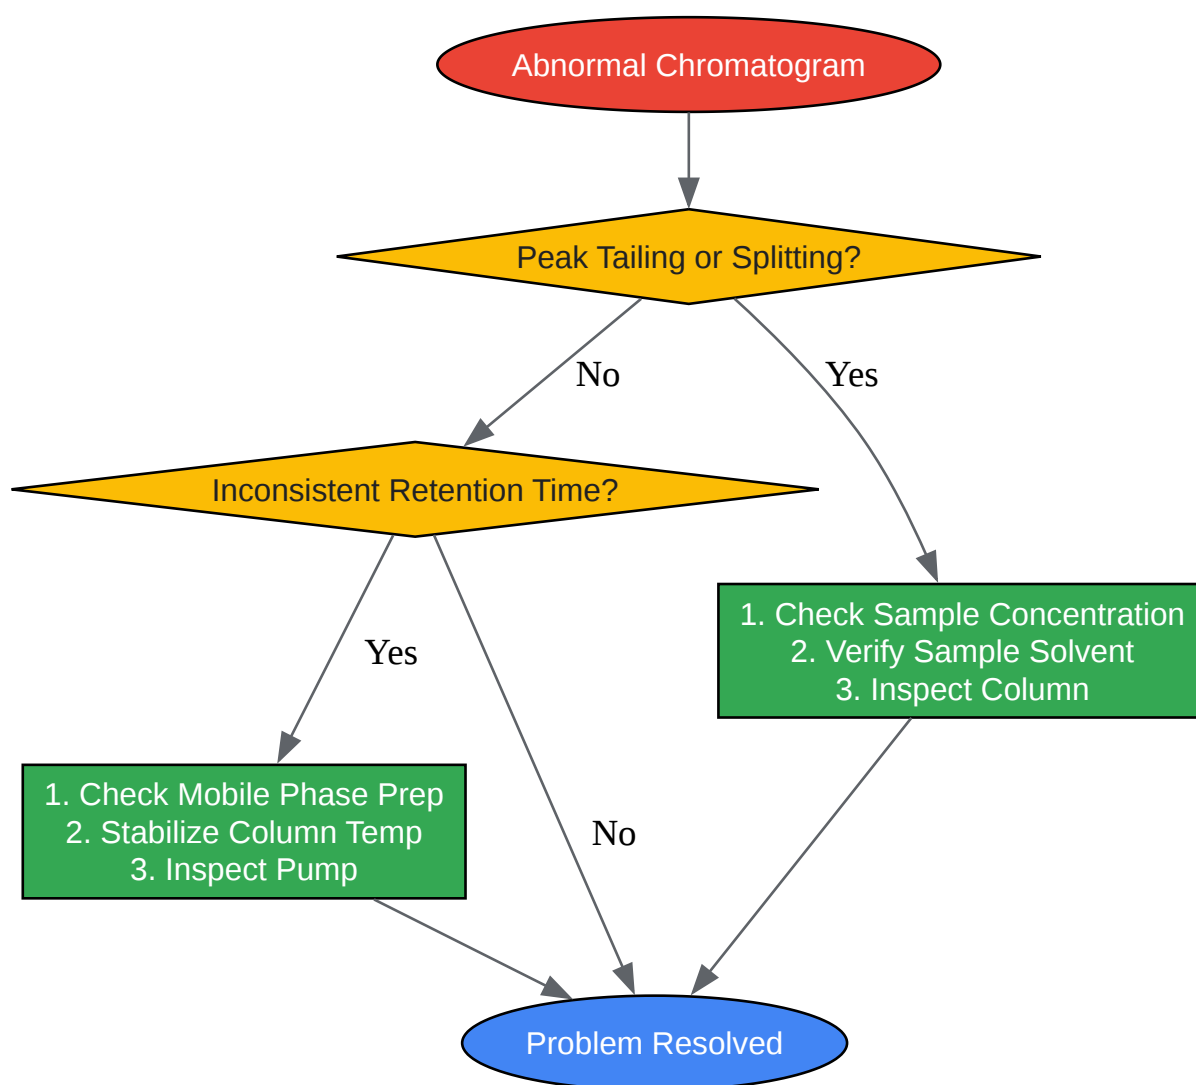 Abnormal Chromatogram
Peak Tailing or Splitting?
No
Yes
Inconsistent Retention Time?
1. Check Sample Concentration
2. Verify Sample Solvent
3. Inspect Column
Yes
1. Check Mobile Phase Prep
2. Stabilize Column Temp
3. Inspect Pump
No
Problem Resolved